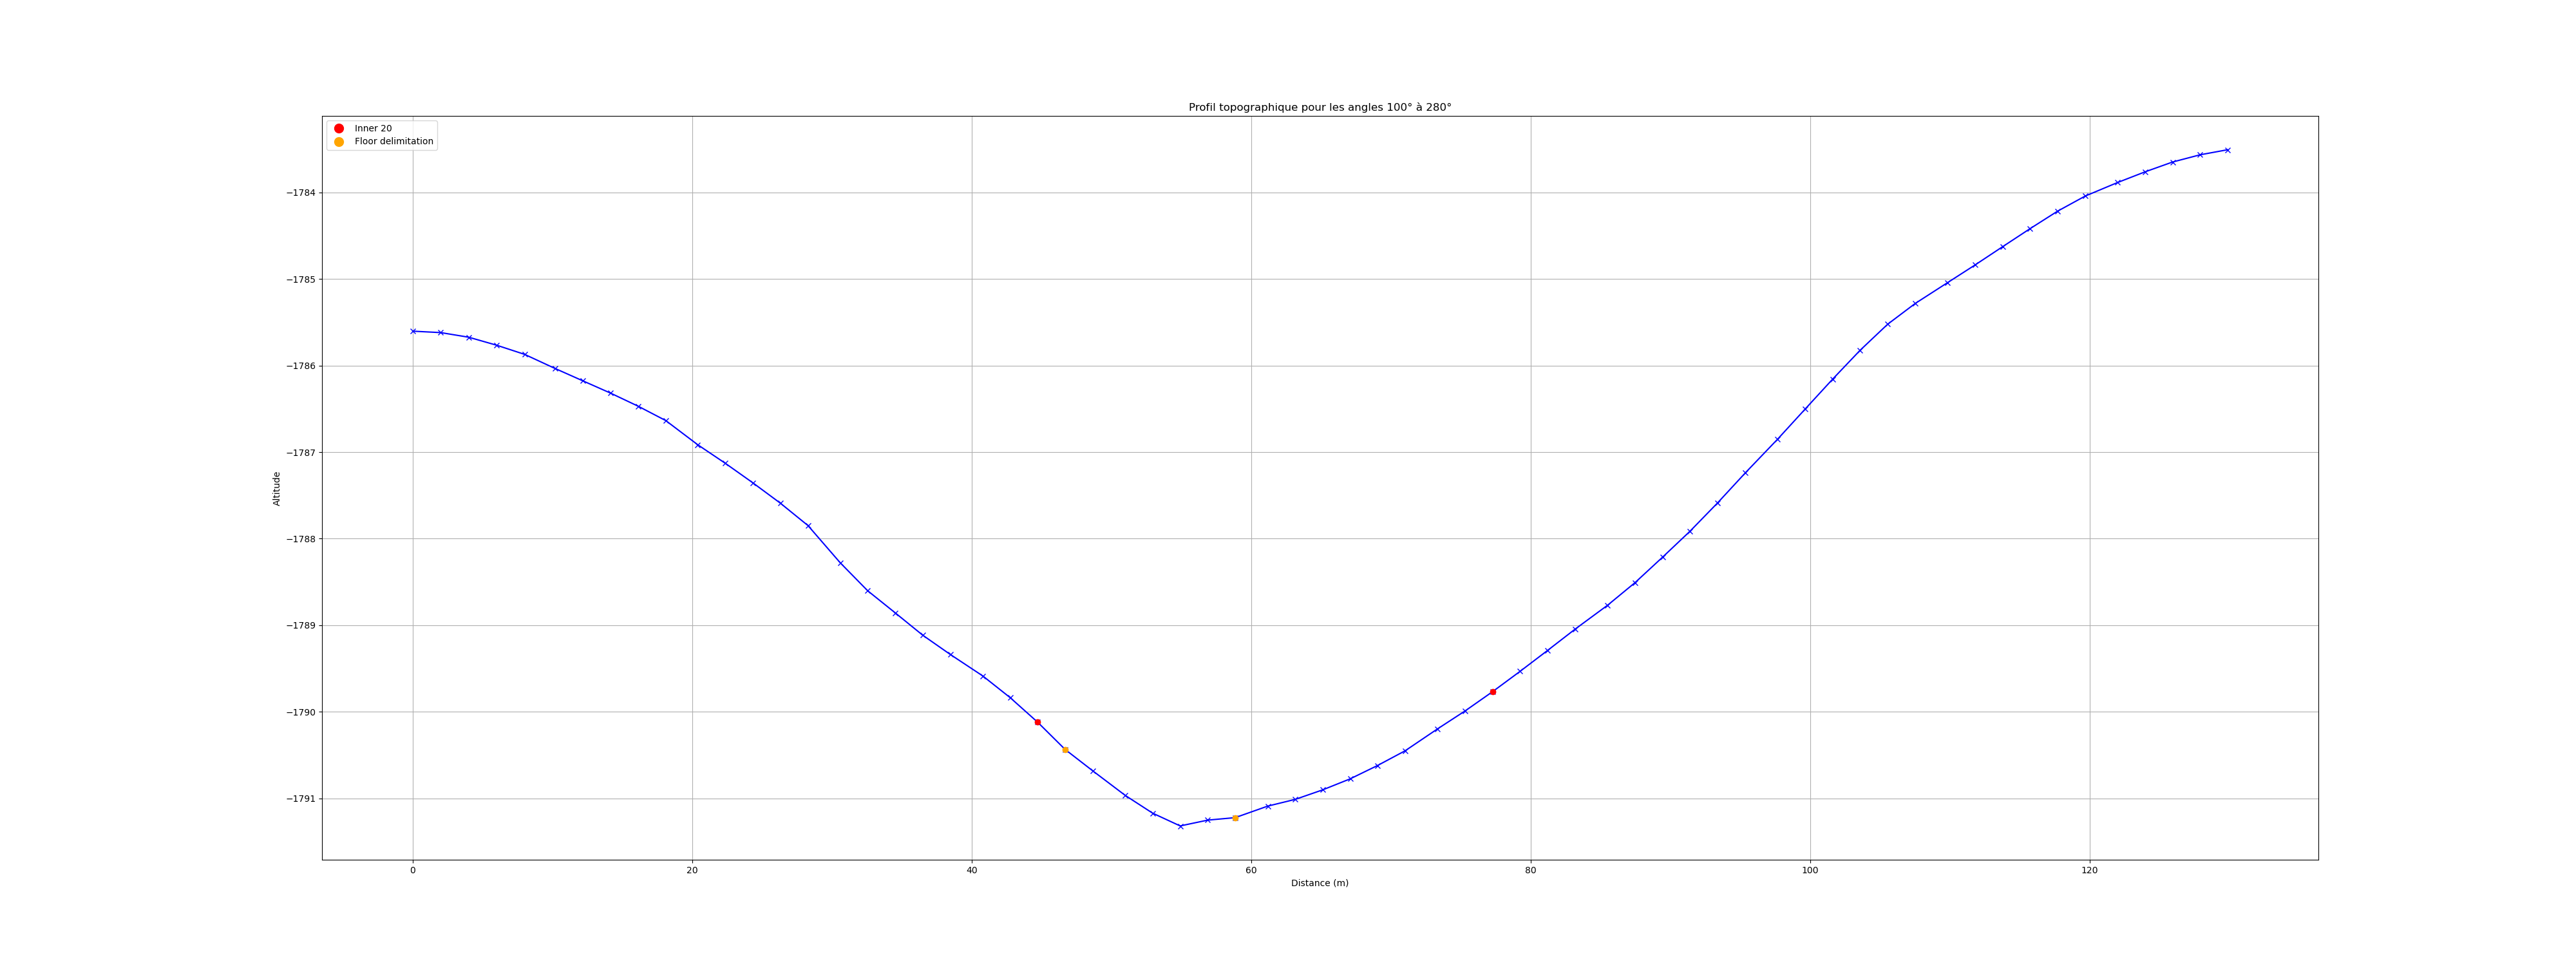 Profil topographique pour les angles 100° à 280°
Inner 20
Floor delimitation
−1784
−1785
−1786
−1787
−1788
−1789
−1790
−1791
Altitude
0 20 40 60 80 100 120
Distance (m)